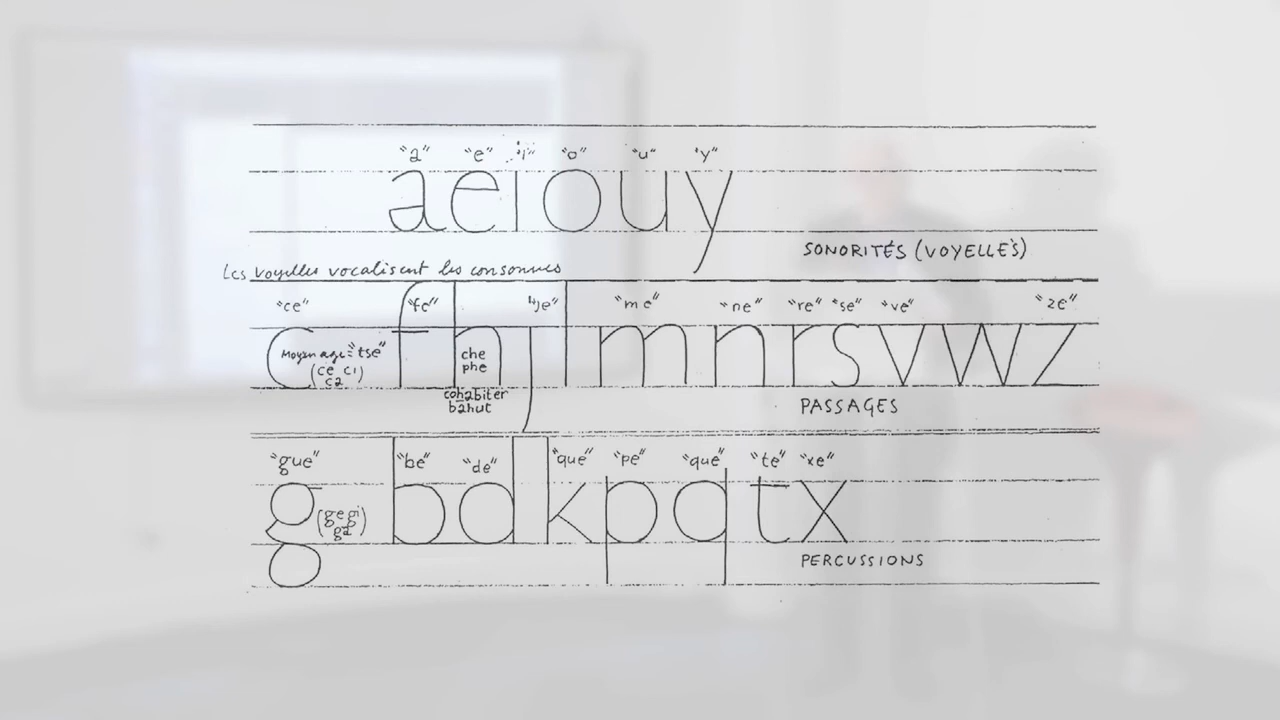 "a" "e" "i" "o" "u" "y"
a e i o u y
SONORITÉS (VOYELLES)
Les voyelles vocalisent les consonnes
"ce" "fe" "je" "me" "ne" "re" "se" "ve" "ze"
c f h j l m n r s v w z
Moyen age: "tse"
(ce ci
ca)
che
phe
cohabiter
bahut
PASSAGES
"gue" "be" "de" "que" "pe" "que" "te" "xe"
g b d k p q t x
(ge gi
ga)
PERCUSSIONS